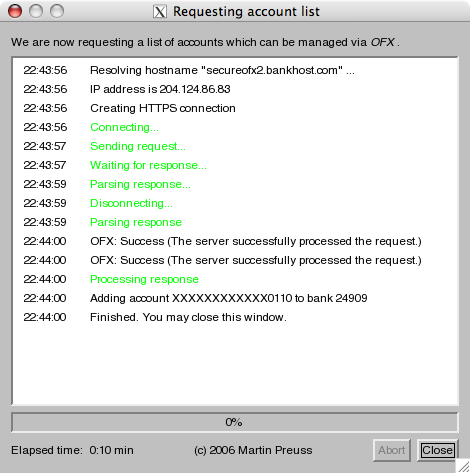 Requesting account list
We are now requesting a list of accounts which can be managed via OFX .
22:43:56 Resolving hostname "secureofx2.bankhost.com" ...
22:43:56 IP address is 204.124.86.83
22:43:56 Creating HTTPS connection
22:43:56 Connecting...
22:43:57 Sending request...
22:43:57 Waiting for response...
22:43:59 Parsing response...
22:43:59 Disconnecting...
22:43:59 Parsing response
22:44:00 OFX: Success (The server successfully processed the request.)
22:44:00 OFX: Success (The server successfully processed the request.)
22:44:00 Processing response
22:44:00 Adding account XXXXXXXXXXXX0110 to bank 24909
22:44:00 Finished. You may close this window.
0%
Elapsed time: 0:10 min (c) 2006 Martin Preuss Abort Close